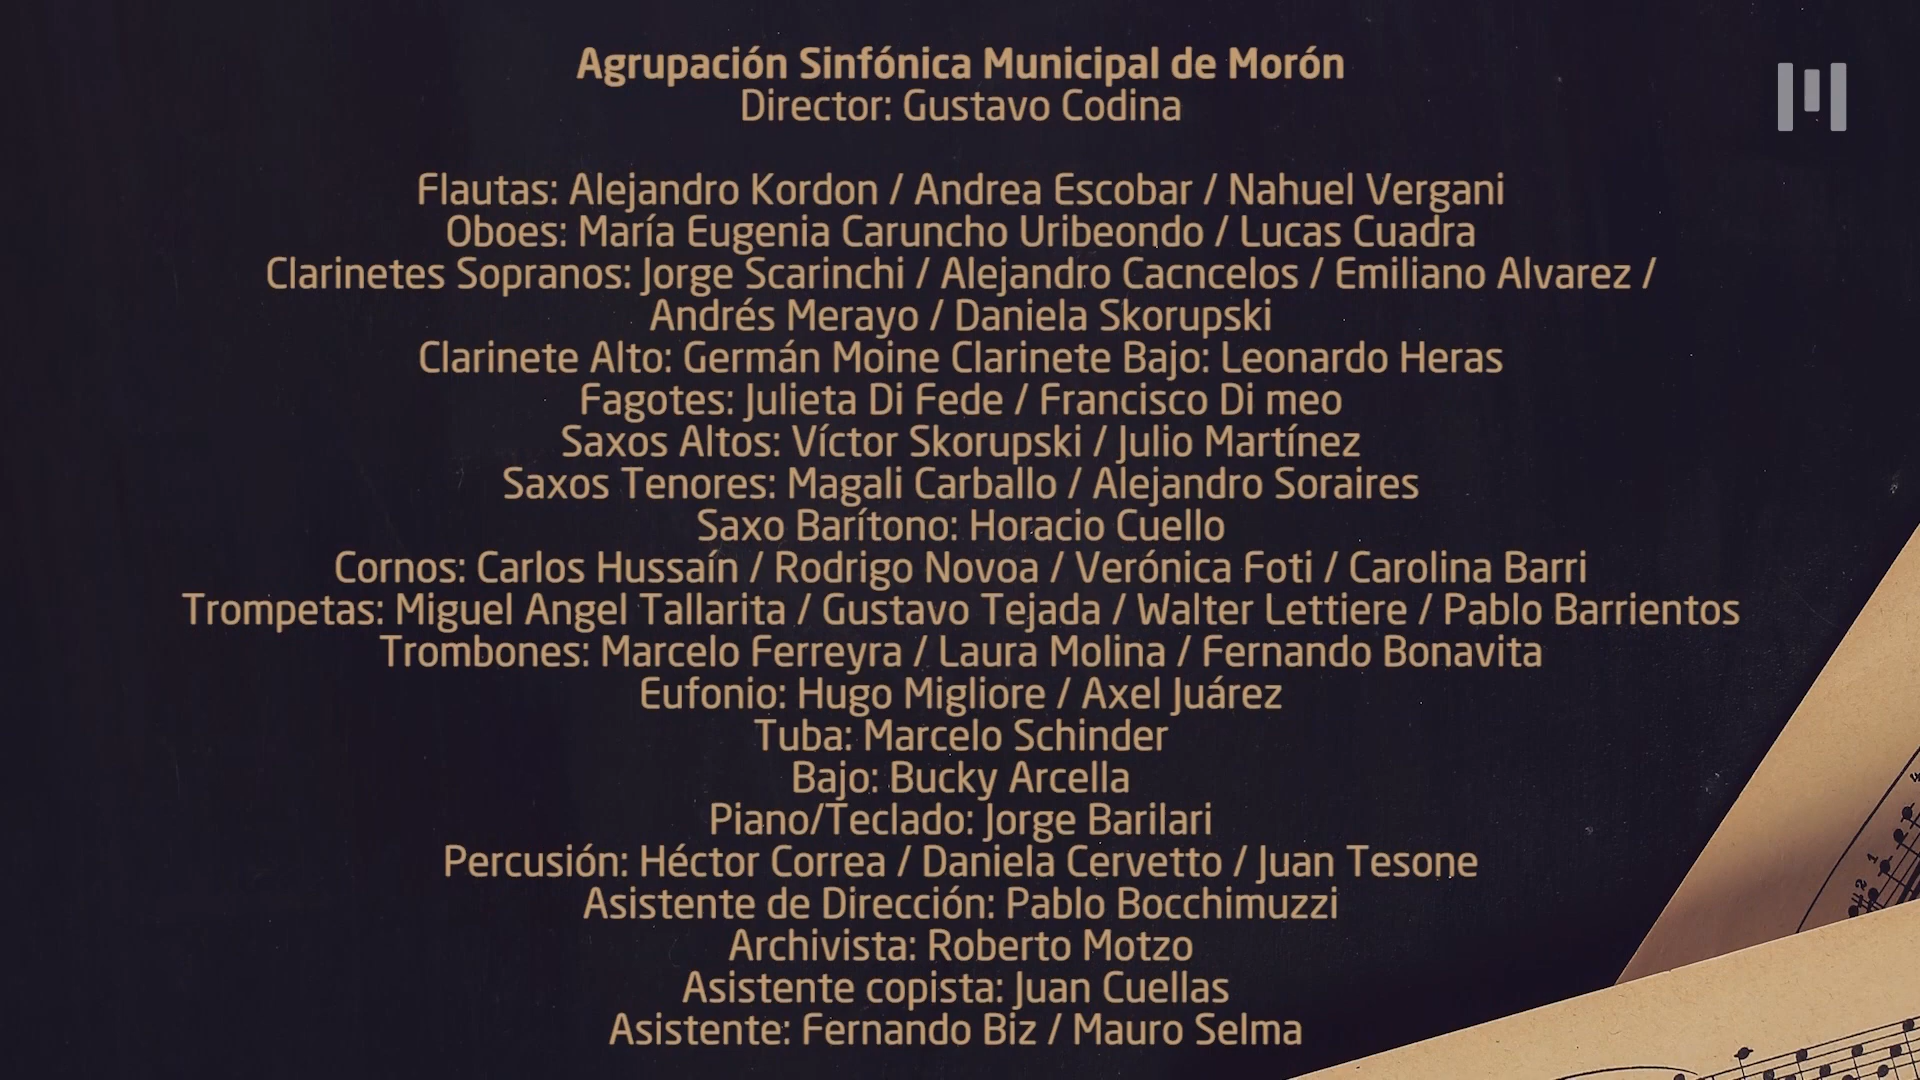 Agrupación Sinfónica Municipal de Morón
Director: Gustavo Codina
Flautas: Alejandro Kordon / Andrea Escobar / Nahuel Vergani
Oboes: María Eugenia Caruncho Uribeondo / Lucas Cuadra
Clarinetes Sopranos: Jorge Scarinchi / Alejandro Cacncelos / Emiliano Alvarez /
Andrés Merayo / Daniela Skorupski
Clarinete Alto: Germán Moine Clarinete Bajo: Leonardo Heras
Fagotes: Julieta Di Fede / Francisco Di meo
Saxos Altos: Víctor Skorupski / Julio Martínez
Saxos Tenores: Magali Carballo / Alejandro Soraires
Saxo Barítono: Horacio Cuello
Cornos: Carlos Hussaín / Rodrigo Novoa / Verónica Foti / Carolina Barri
Trompetas: Miguel Angel Tallarita / Gustavo Tejada / Walter Lettiere / Pablo Barrientos
Trombones: Marcelo Ferreyra / Laura Molina / Fernando Bonavita
Eufonio: Hugo Migliore / Axel Juárez
Tuba: Marcelo Schinder
Bajo: Bucky Arcella
Piano/Teclado: Jorge Barilari
Percusión: Héctor Correa / Daniela Cervetto / Juan Tesone
Asistente de Dirección: Pablo Bocchimuzzi
Archivista: Roberto Motzo
Asistente copista: Juan Cuellas
Asistente: Fernando Biz / Mauro Selma